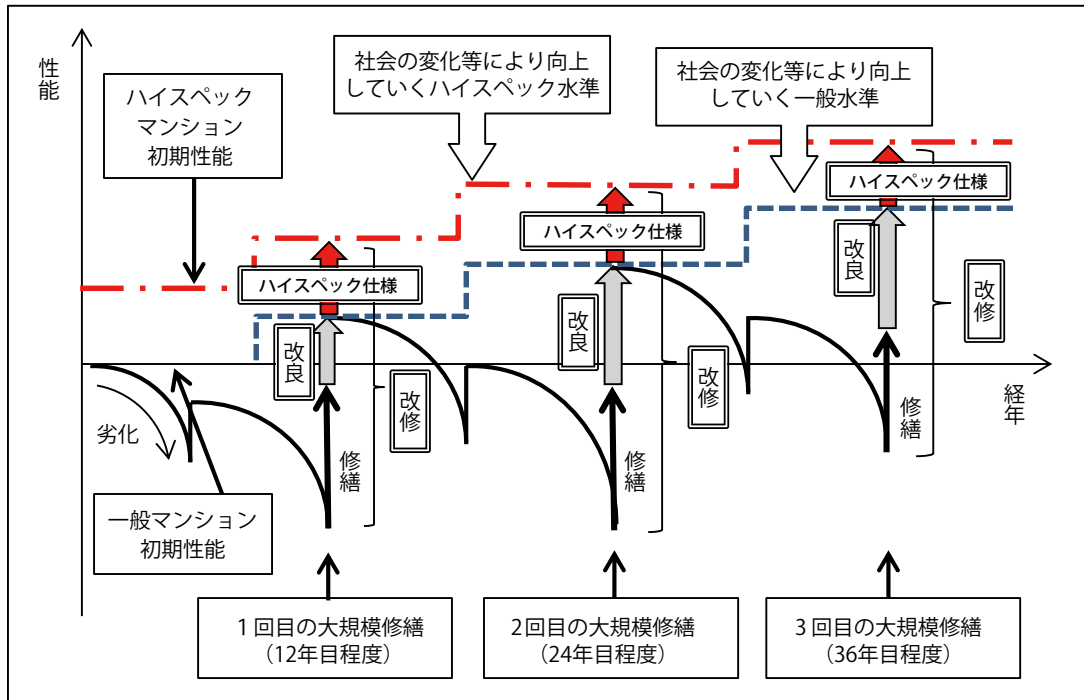 性能
ハイスペック
マンション
初期性能
社会の変化等により向上
していくハイスペック水準
社会の変化等により向上
していく一般水準
ハイスペック仕様
改良
改修
修繕
ハイスペック仕様
改良
改修
修繕
ハイスペック仕様
改良
改修
修繕
経年
劣化
一般マンション
初期性能
1回目の大規模修繕
(12年目程度)
2回目の大規模修繕
(24年目程度)
3回目の大規模修繕
(36年目程度)